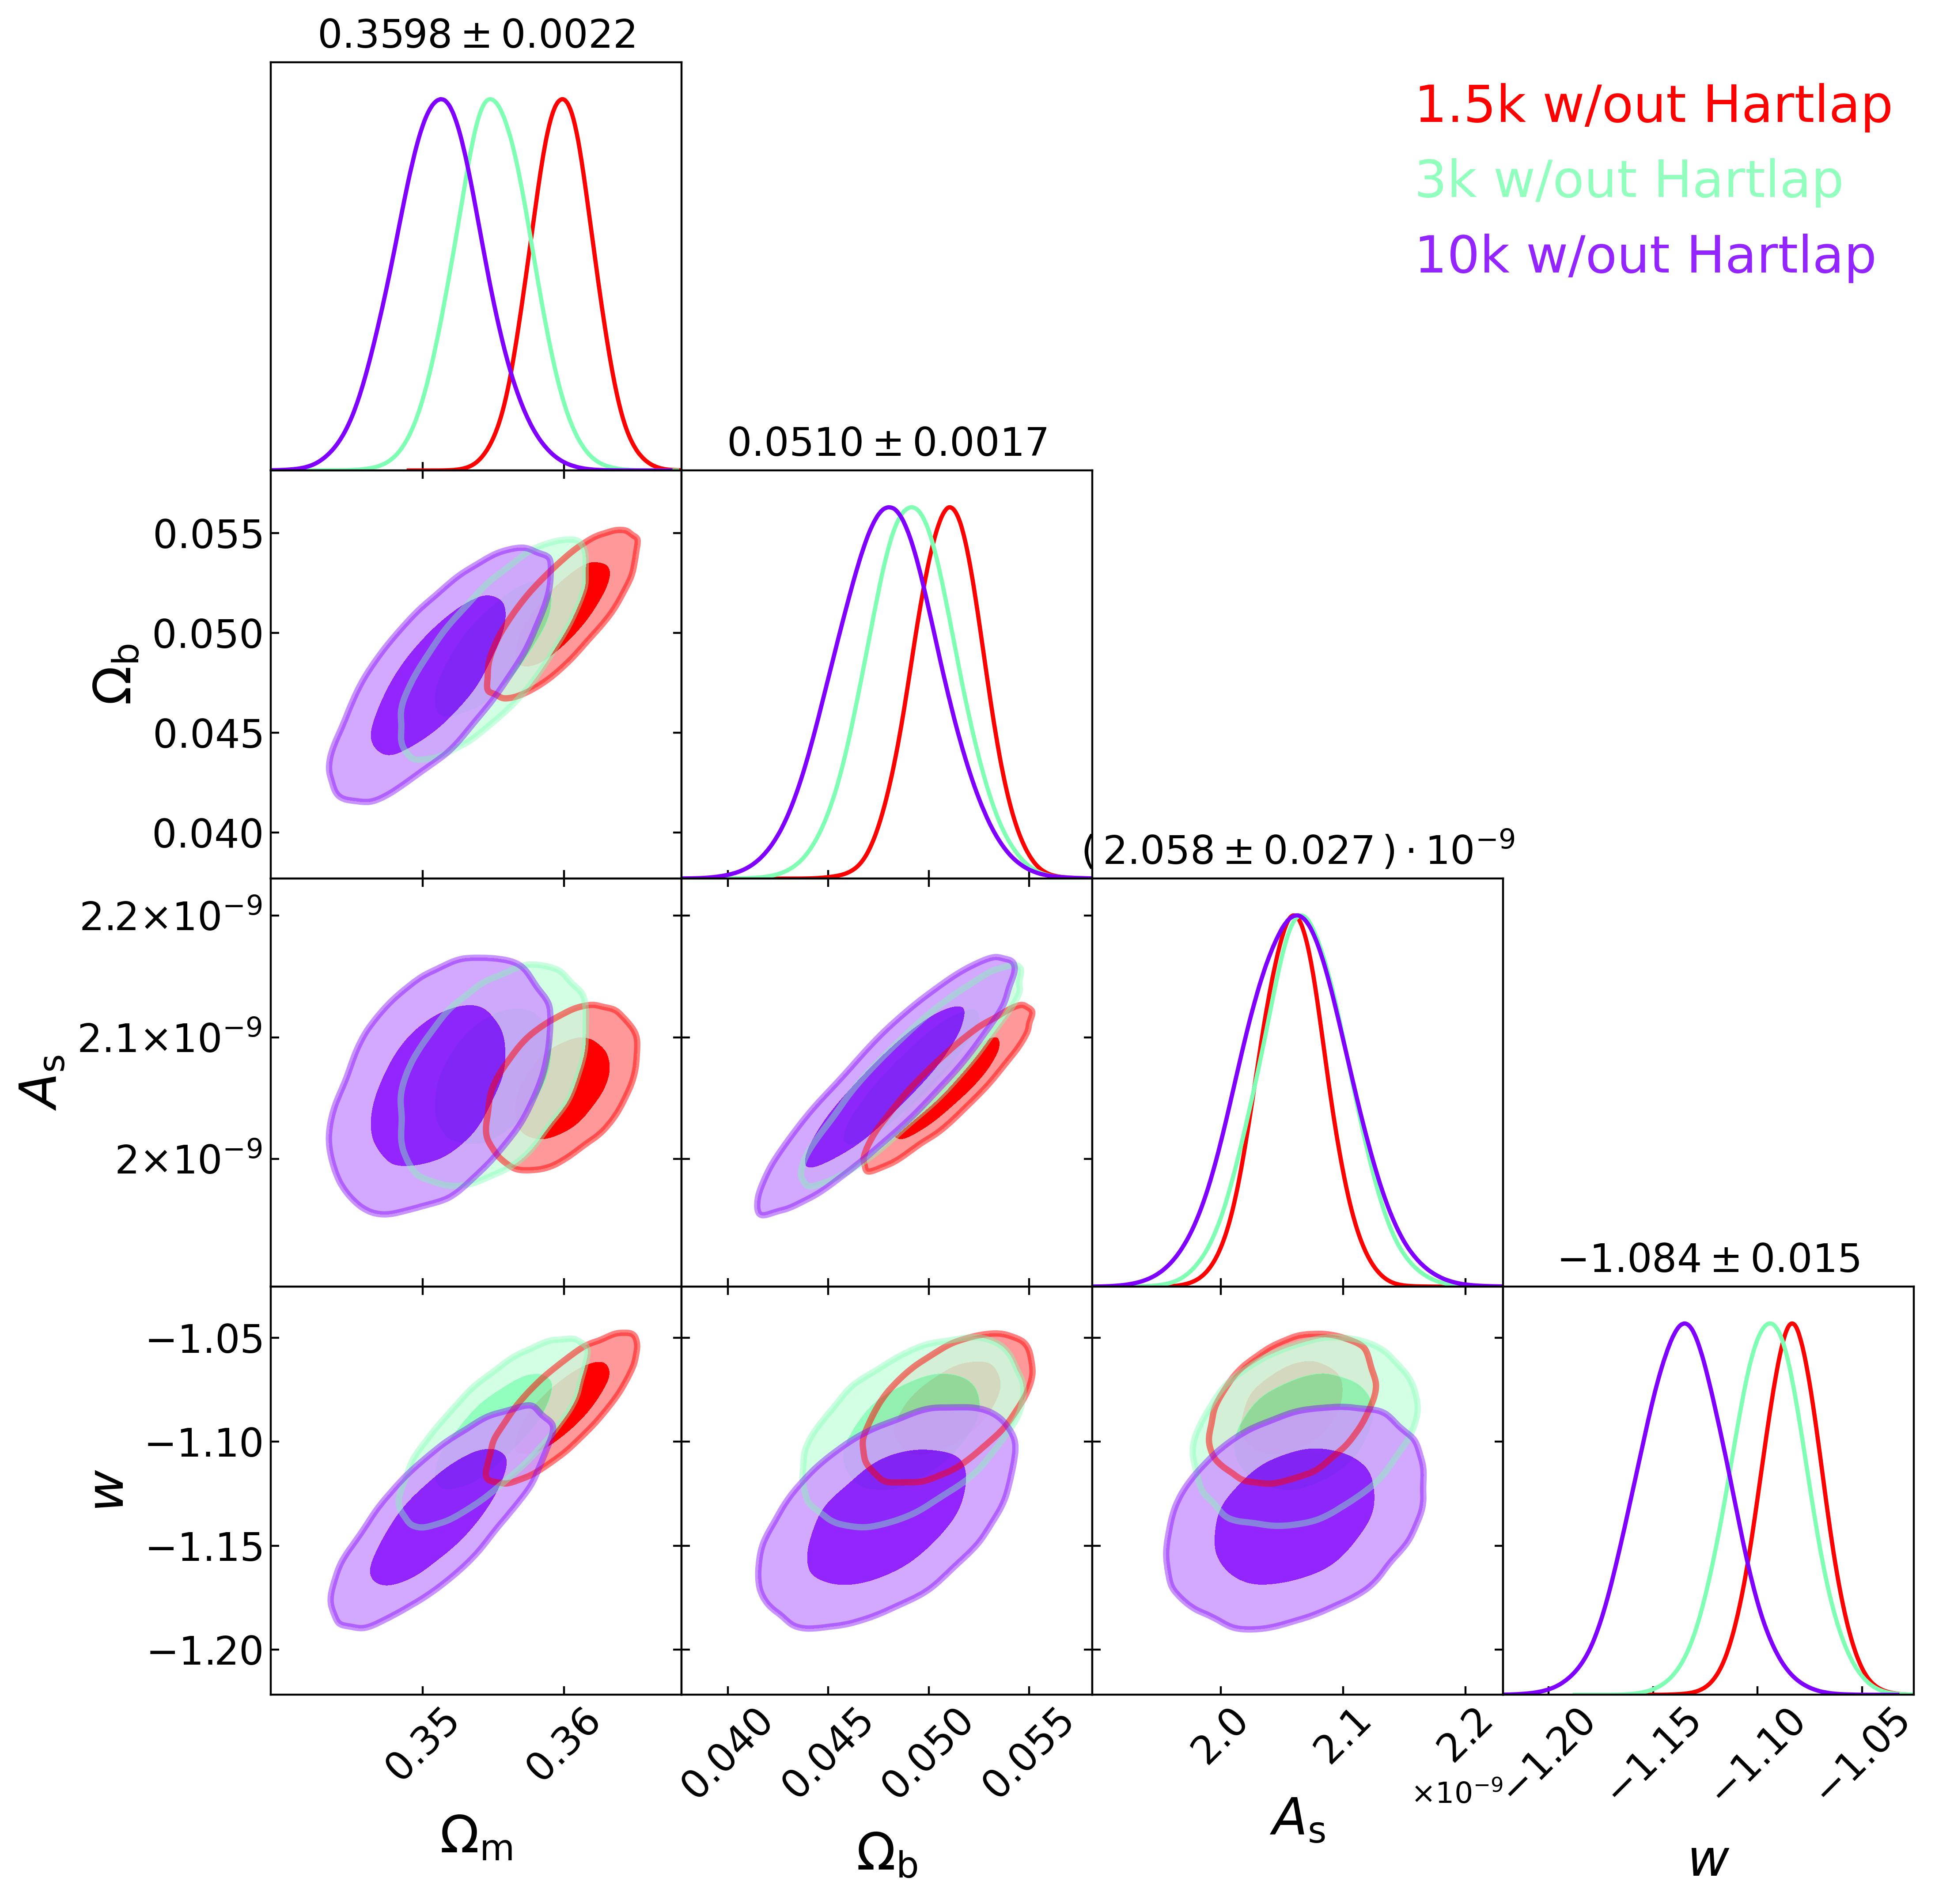 0.3598 ± 0.0022
1.5k w/out Hartlap
3k w/out Hartlap
10k w/out Hartlap
0.0510 ± 0.0017
0.055
0.050
0.045
0.040
Ω_b
(2.058 ± 0.027) · 10⁻⁹
2.2×10⁻⁹
2.1×10⁻⁹
2×10⁻⁹
A_s
−1.084 ± 0.015
−1.05
−1.10
−1.15
−1.20
w
0.35 0.36
0.040 0.045 0.050 0.055
2.0 2.1 2.2
×10⁻⁹
−1.20 −1.15 −1.10 −1.05
Ω_m
Ω_b
A_s
w